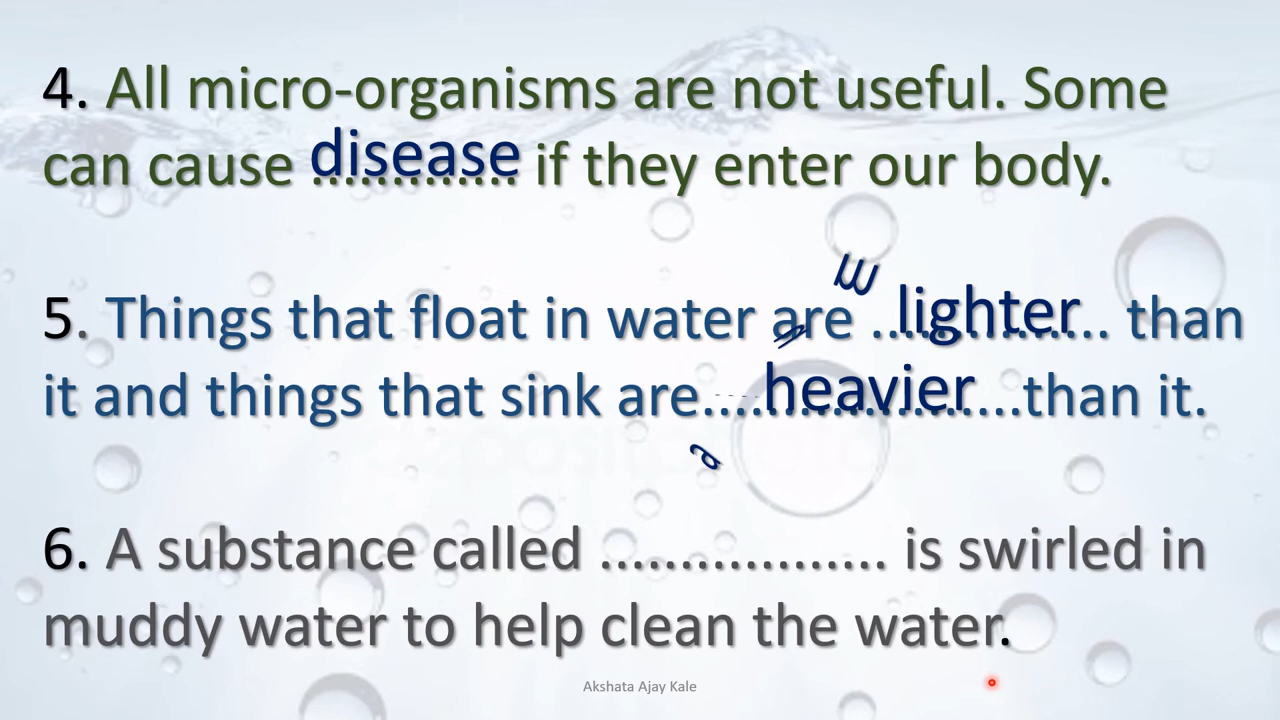 4. All micro-organisms are not useful. Some
can cause disease if they enter our body.
5. Things that float in water are lighter than
it and things that sink are....heavier...than it.
6. A substance called .................. is swirled in
muddy water to help clean the water.
Akshata Ajay Kale